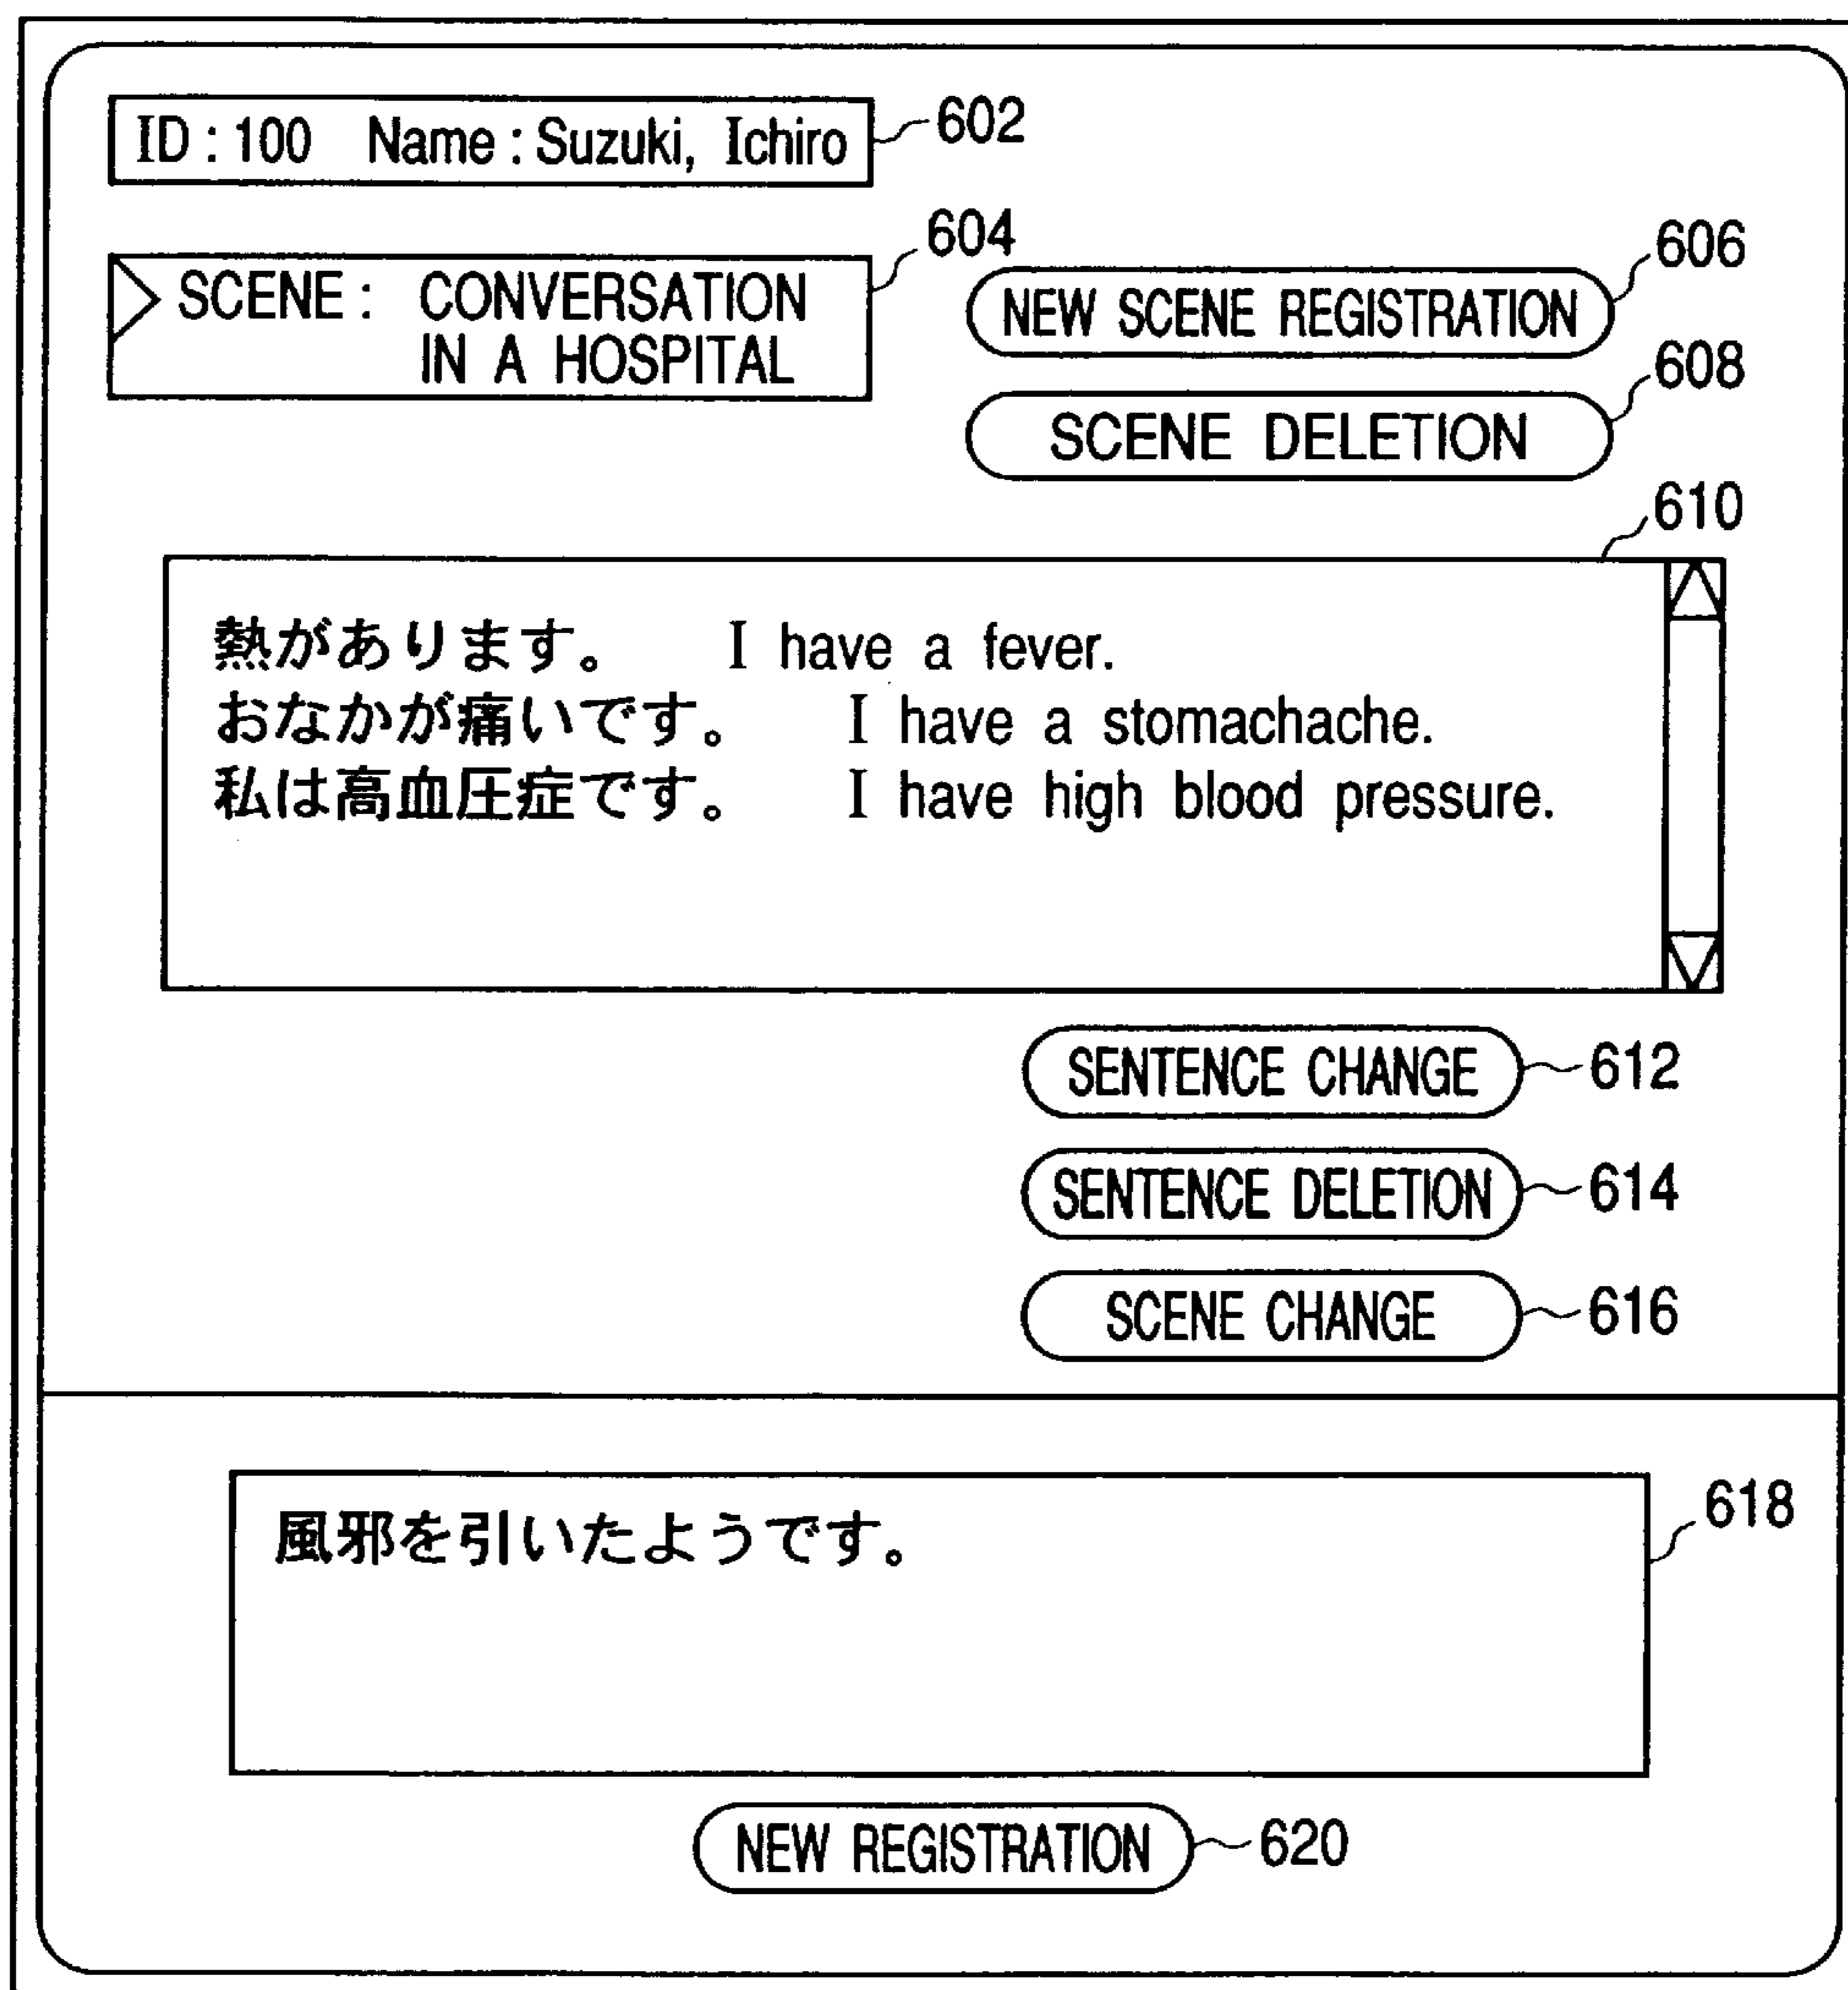 ID : 100 Name : Suzuki, Ichiro
602
SCENE : CONVERSATION
IN A HOSPITAL
604
NEW SCENE REGISTRATION
606
SCENE DELETION
608
610
熱があります。 I have a fever.
おなかが痛いです。 I have a stomachache.
私は高血圧症です。 I have high blood pressure.
SENTENCE CHANGE
612
SENTENCE DELETION
614
SCENE CHANGE
616
風邪を引いたようです。
618
NEW REGISTRATION
620